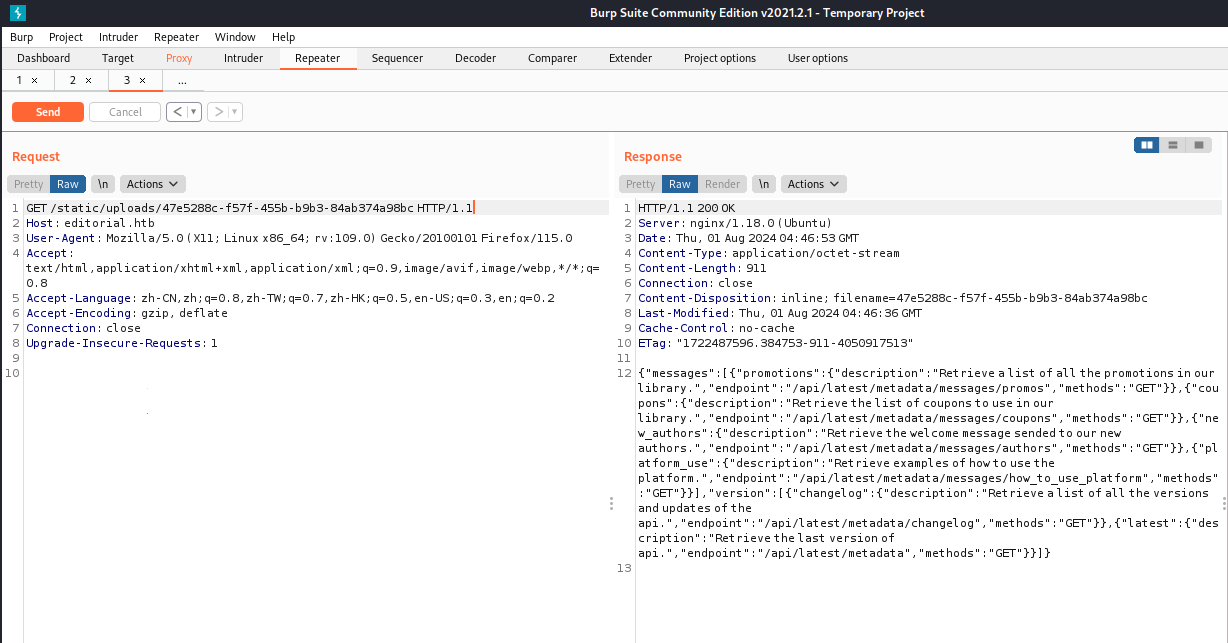 Burp Suite Community Edition v2021.2.1 - Temporary Project
Burp Project Intruder Repeater Window Help
Dashboard Target Proxy Intruder Repeater Sequencer Decoder Comparer Extender Project options User options
1 × 2 × 3 × ...
Send Cancel < >
Request
Pretty Raw \n Actions
1 GET /static/uploads/47e5288c-f57f-455b-b9b3-84ab374a98bc HTTP/1.1
2 Host: editorial.htb
3 User-Agent: Mozilla/5.0 (X11; Linux x86_64; rv:109.0) Gecko/20100101 Firefox/115.0
4 Accept:
text/html,application/xhtml+xml,application/xml;q=0.9,image/avif,image/webp,*/*;q=
0.8
5 Accept-Language: zh-CN,zh;q=0.8,zh-TW;q=0.7,zh-HK;q=0.5,en-US;q=0.3,en;q=0.2
6 Accept-Encoding: gzip, deflate
7 Connection: close
8 Upgrade-Insecure-Requests: 1
9
10
Response
Pretty Raw Render \n Actions
1 HTTP/1.1 200 OK
2 Server: nginx/1.18.0 (Ubuntu)
3 Date: Thu, 01 Aug 2024 04:46:53 GMT
4 Content-Type: application/octet-stream
5 Content-Length: 911
6 Connection: close
7 Content-Disposition: inline; filename=47e5288c-f57f-455b-b9b3-84ab374a98bc
8 Last-Modified: Thu, 01 Aug 2024 04:46:36 GMT
9 Cache-Control: no-cache
10 ETag: "1722487596.384753-911-4050917513"
11
12 {"messages":[{"promotions":{"description":"Retrieve a list of all the promotions in our
library.","endpoint":"/api/latest/metadata/messages/promos","methods":"GET"}},{"cou
pons":{"description":"Retrieve the list of coupons to use in our
library.","endpoint":"/api/latest/metadata/messages/coupons","methods":"GET"}},{"ne
w_authors":{"description":"Retrieve the welcome message sended to our new
authors.","endpoint":"/api/latest/metadata/messages/authors","methods":"GET"}},{"pl
atform_use":{"description":"Retrieve examples of how to use the
platform.","endpoint":"/api/latest/metadata/messages/how_to_use_platform","methods"
:"GET"}}],"version":[{"changelog":{"description":"Retrieve a list of all the versions
and updates of the
api.","endpoint":"/api/latest/metadata/changelog","methods":"GET"}},{"latest":{"des
cription":"Retrieve the last version of
api.","endpoint":"/api/latest/metadata","methods":"GET"}}]}
13